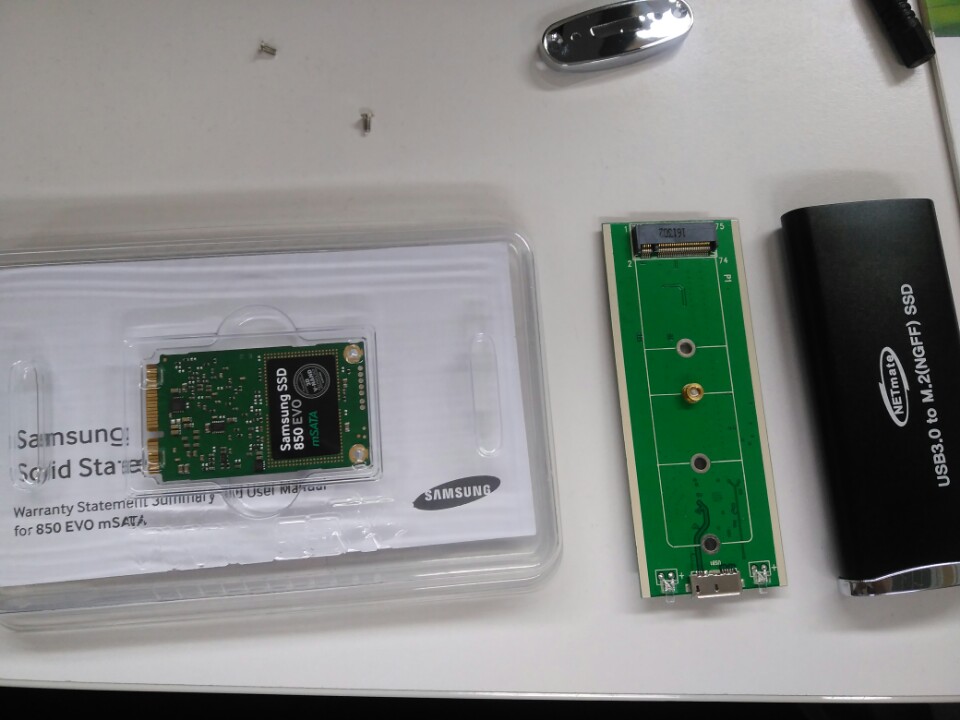 Samsung
Solid State
Warranty Statement Summary and User Manual
for 850 EVO mSATA
SAMSUNG
Samsung SSD
850 EVO
mSATA
1
75
2
74
P1
USB1
+
+
NETmate
USB3.0 to M.2(NGFF) SSD